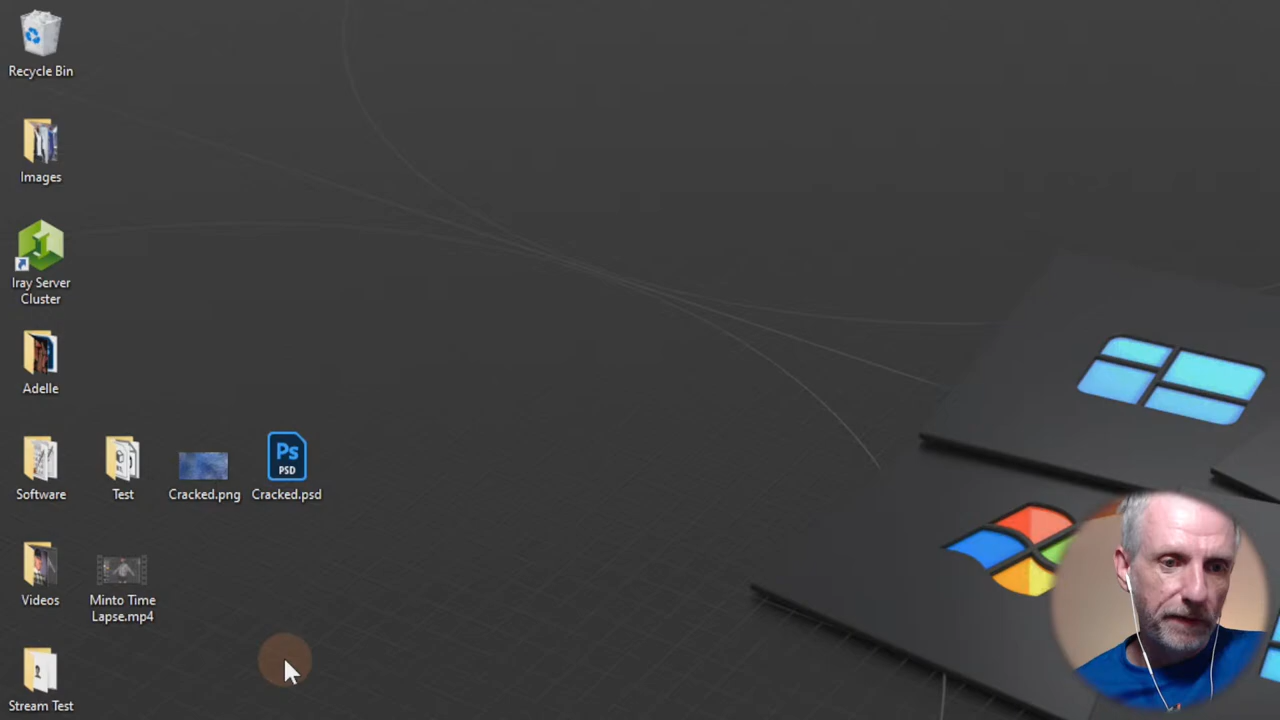 Recycle Bin
Images
Iray Server
Cluster
Adelle
Software
Test
Cracked.png
Ps
PSD
Cracked.psd
Videos
Minto Time
Lapse.mp4
Stream Test